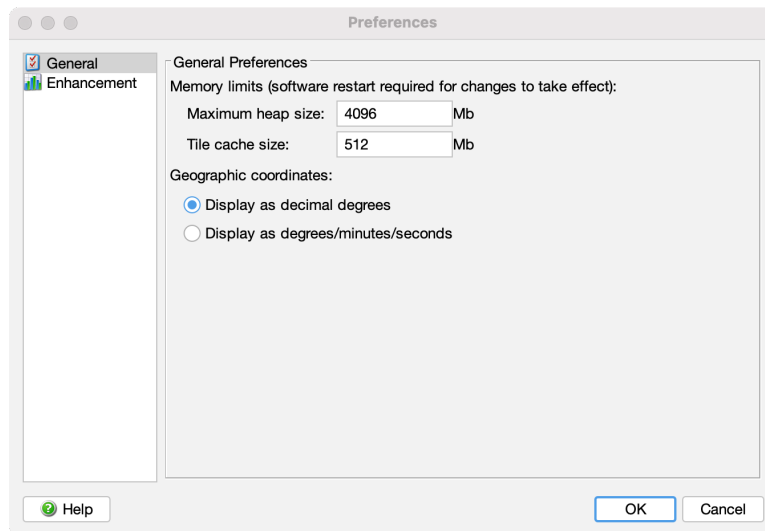 Preferences
General
Enhancement
General Preferences
Memory limits (software restart required for changes to take effect):
Maximum heap size: 4096 Mb
Tile cache size: 512 Mb
Geographic coordinates:
Display as decimal degrees
Display as degrees/minutes/seconds
Help
OK
Cancel